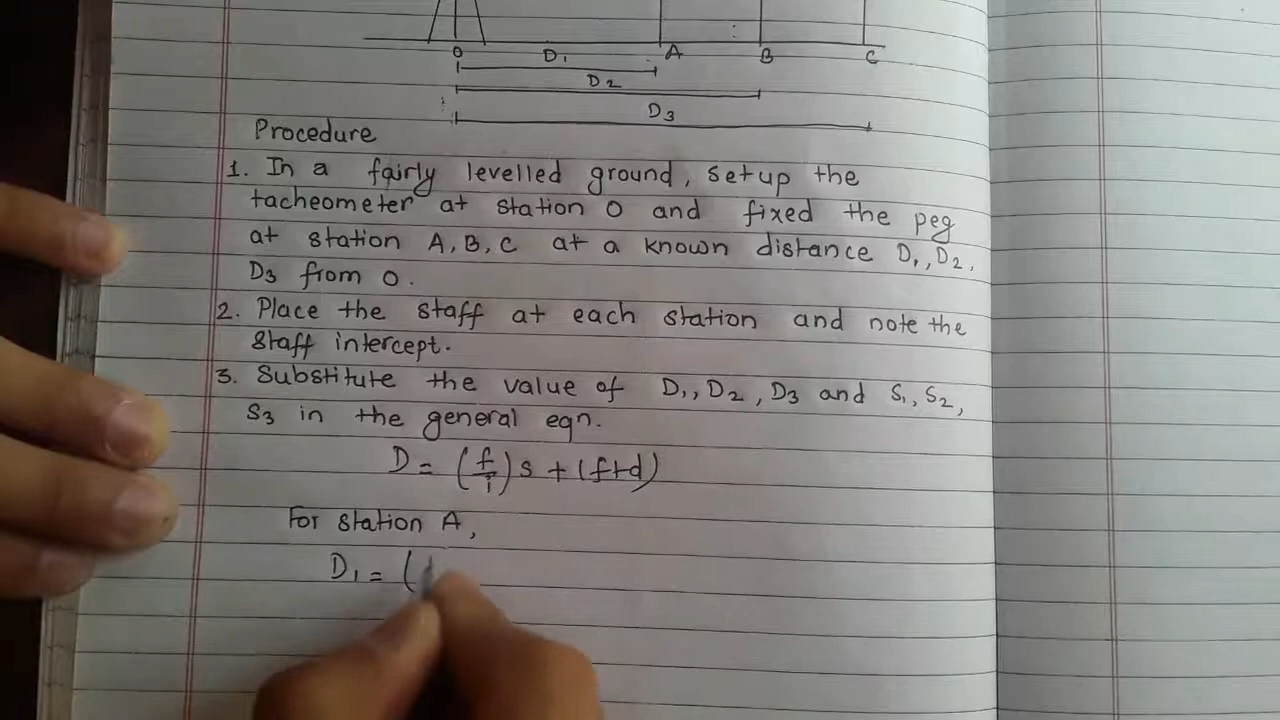 O D1 A B C
D2
D3
Procedure
1. In a fairly levelled ground, setup the
tacheometer at station O and fixed the peg
at station A, B, C at a known distance D1, D2,
D3 from O.
2. Place the staff at each station and note the
staff intercept.
3. Substitute the value of D1, D2, D3 and S1, S2,
S3 in the general eqn.
D = (f/i)s + (f+d)
For station A,
D1 = (